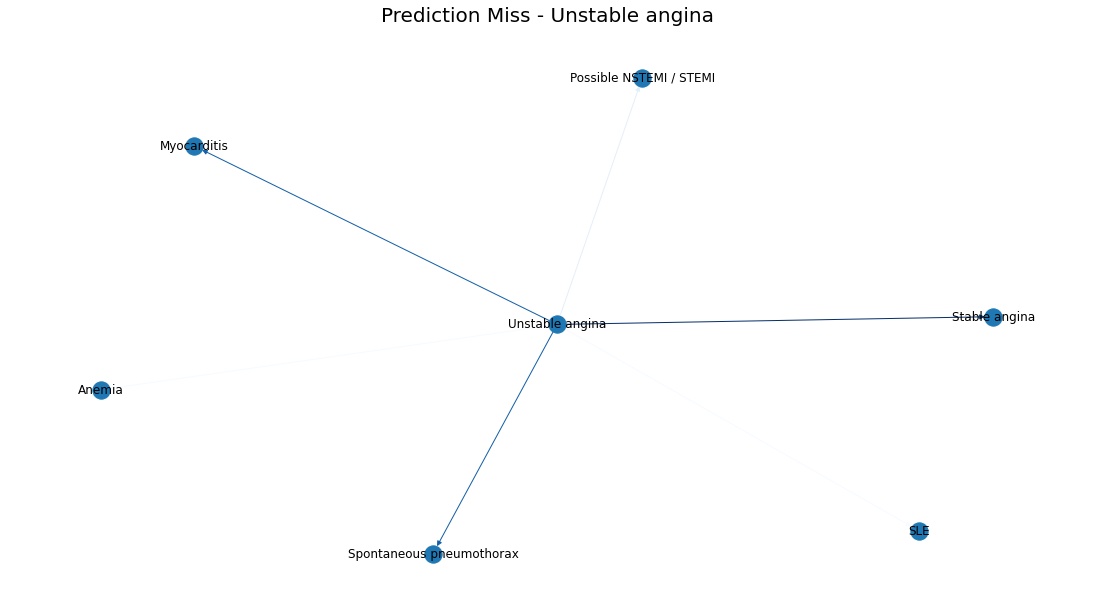 Prediction Miss - Unstable angina
Possible NSTEMI / STEMI
Myocarditis
Stable angina
Unstable angina
Anemia
SLE
Spontaneous pneumothorax